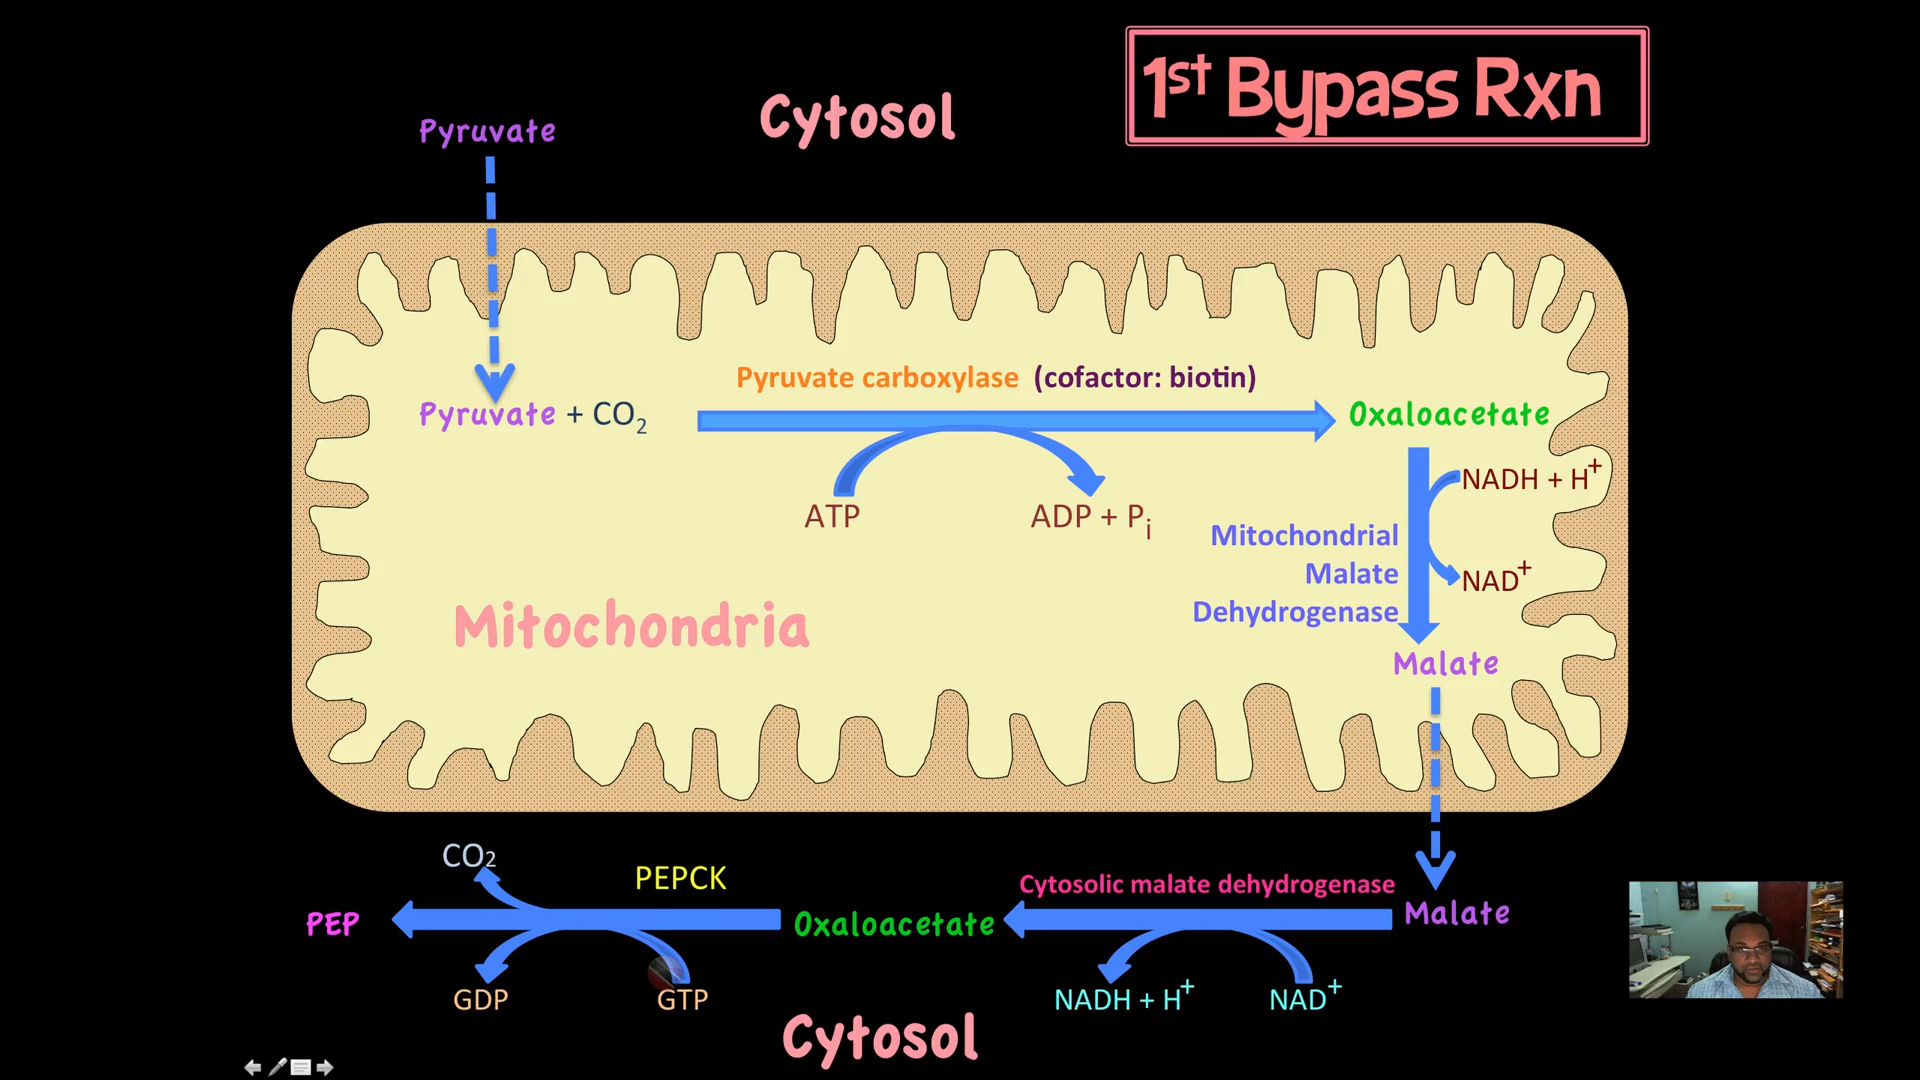 1st Bypass Rxn
Cytosol
Pyruvate
Pyruvate carboxylase (cofactor: biotin)
Pyruvate + CO2
Oxaloacetate
NADH + H+
ATP
ADP + Pi
Mitochondrial
Malate
Dehydrogenase
NAD+
Mitochondria
Malate
CO2
PEPCK
Cytosolic malate dehydrogenase
PEP
Oxaloacetate
Malate
GDP
GTP
NADH + H+
NAD+
Cytosol